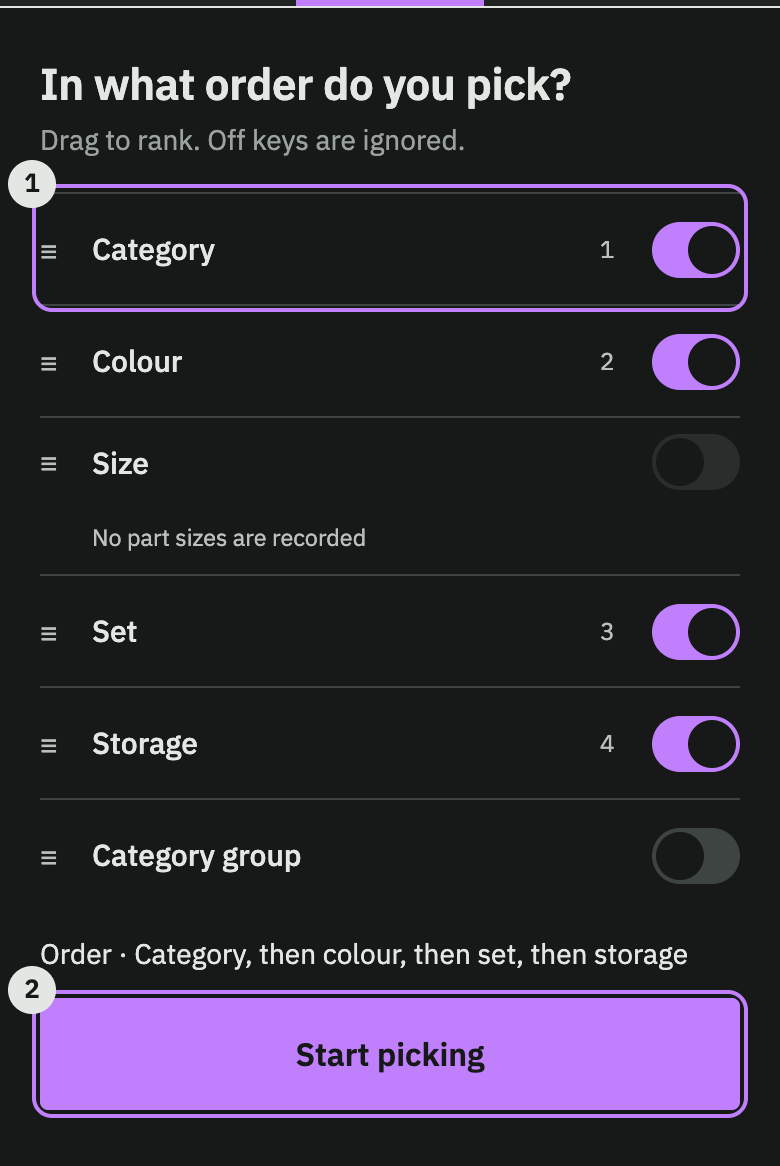 In what order do you pick?
Drag to rank. Off keys are ignored.
1
Category 1
Colour 2
Size
No part sizes are recorded
Set 3
Storage 4
Category group
Order · Category, then colour, then set, then storage
2
Start picking